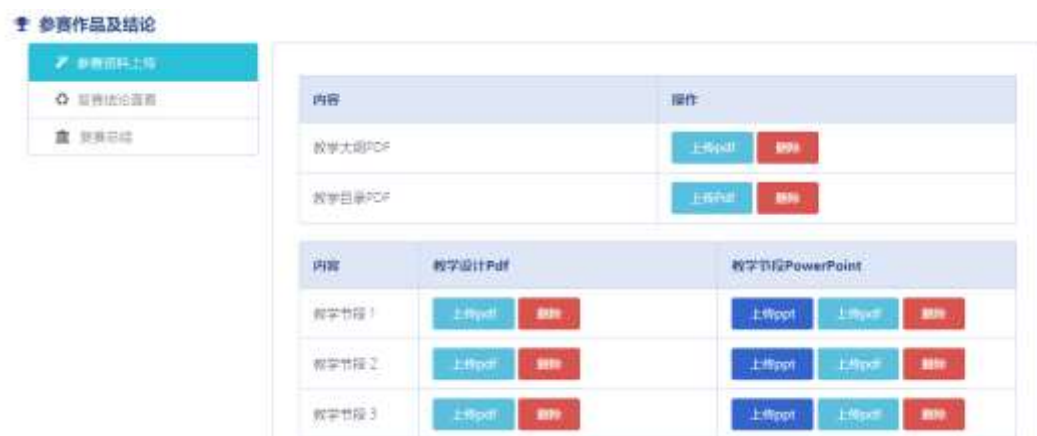 参赛作品及结论
参赛资料上传
竞赛结论查看
竞赛总结
内容 操作
教学大纲PDF 上传pdf 删除
教学目录PDF 上传Pdf 删除
内容 教学设计Pdf 教学节段PowerPoint
教学节段 1 上传pdf 删除 上传ppt 上传pdf 删除
教学节段 2 上传pdf 删除 上传ppt 上传pdf 删除
教学节段 3 上传pdf 删除 上传ppt 上传pdf 删除